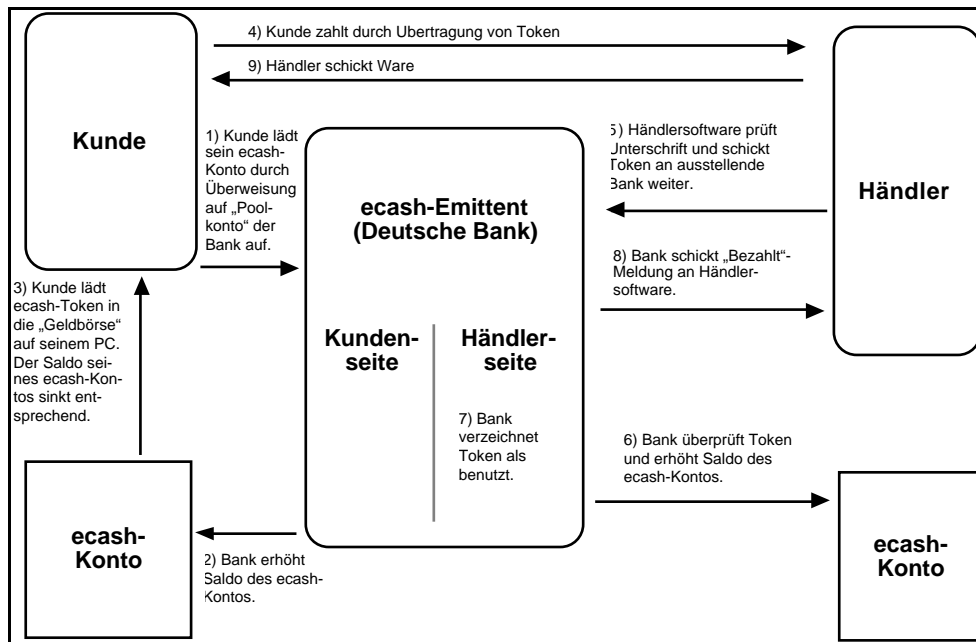 4) Kunde zahlt durch Ubertragung von Token
9) Händler schickt Ware
Kunde
1) Kunde lädt
sein ecash-
Konto durch
Überweisung
auf „Pool-
konto“ der
Bank auf.
ecash-Emittent
(Deutsche Bank)
5) Händlersoftware prüft
Unterschrift und schickt
Token an ausstellende
Bank weiter.
Händler
8) Bank schickt „Bezahlt“-
Meldung an Händler-
software.
3) Kunde lädt
ecash-Token in
die „Geldbörse“
auf seinem PC.
Der Saldo sei-
nes ecash-Kon-
tos sinkt ent-
sprechend.
Kunden-
seite
Händler-
seite
7) Bank
verzeichnet
Token als
benutzt.
6) Bank überprüft Token
und erhöht Saldo des
ecash-Kontos.
ecash-
Konto
2) Bank erhöht
Saldo des ecash-
Kontos.
ecash-
Konto